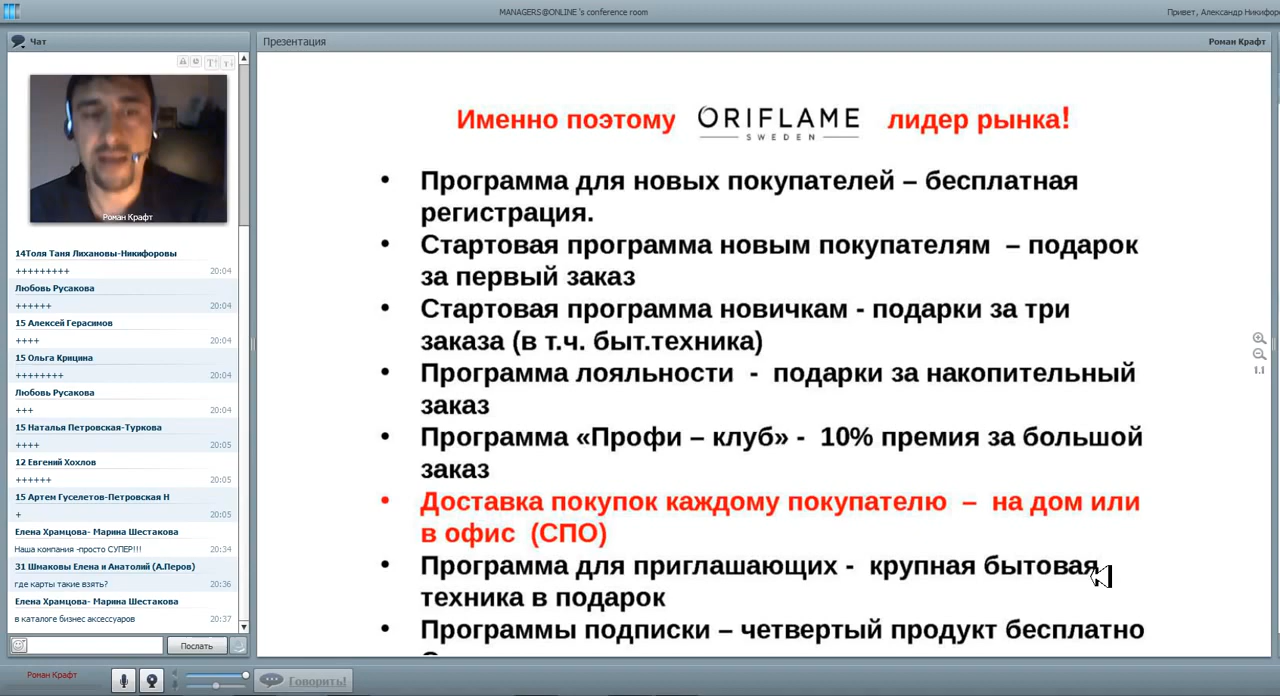 MANAGERS@ONLINE 's conference room
Привет, Александр Никифоро
Чат
Роман Крафт
14Толя Таня Лихановы-Никифоровы
+++++++++
20:04
Любовь Русакова
++++++
20:04
15 Алексей Герасимов
++++
20:04
15 Ольга Крицина
++++++++
20:04
Любовь Русакова
+++
20:04
15 Наталья Петровская-Туркова
++++
20:05
12 Евгений Хохлов
++++++
20:05
15 Артем Гуселетов-Петровская Н
+
20:05
Елена Храмцова- Марина Шестакова
Наша компания -просто СУПЕР!!!
20:34
31 Шмаковы Елена и Анатолий (А.Перов)
где карты такие взять?
20:36
Елена Храмцова- Марина Шестакова
в каталоге бизнес аксессуаров
20:37
Послать
Роман Крафт
Говорить!
Презентация
Роман Крафт
Именно поэтому ORIFLAME лидер рынка!
SWEDEN
• Программа для новых покупателей – бесплатная
регистрация.
• Стартовая программа новым покупателям – подарок
за первый заказ
• Стартовая программа новичкам - подарки за три
заказа (в т.ч. быт.техника)
• Программа лояльности - подарки за накопительный
заказ
• Программа «Профи – клуб» - 10% премия за большой
заказ
• Доставка покупок каждому покупателю – на дом или
в офис (СПО)
• Программа для приглашающих - крупная бытовая
техника в подарок
• Программы подписки – четвертый продукт бесплатно
1.1